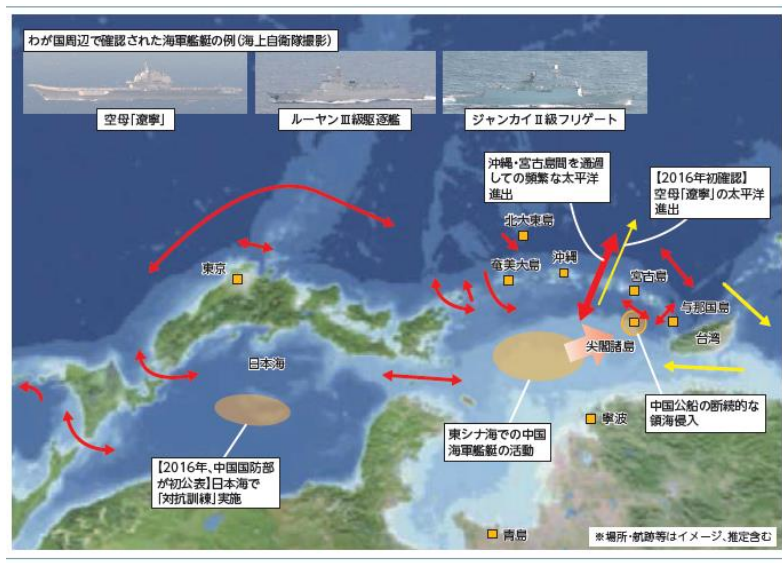 わが国周辺で確認された海軍艦艇の例(海上自衛隊撮影)
空母「遼寧」
ルーヤンⅢ級駆逐艦
ジャンカイⅡ級フリゲート
沖縄・宮古島間を通過
しての頻繁な太平洋
進出
【2016年初確認】
空母「遼寧」の太平洋
進出
北大東島
奄美大島
沖縄
宮古島
与那国島
台湾
東京
日本海
尖閣諸島
中国公船の断続的な
領海侵入
寧波
東シナ海での中国
海軍艦艇の活動
【2016年、中国国防部
が初公表】日本海で
「対抗訓練」実施
青島
※場所・航跡等はイメージ、推定含む